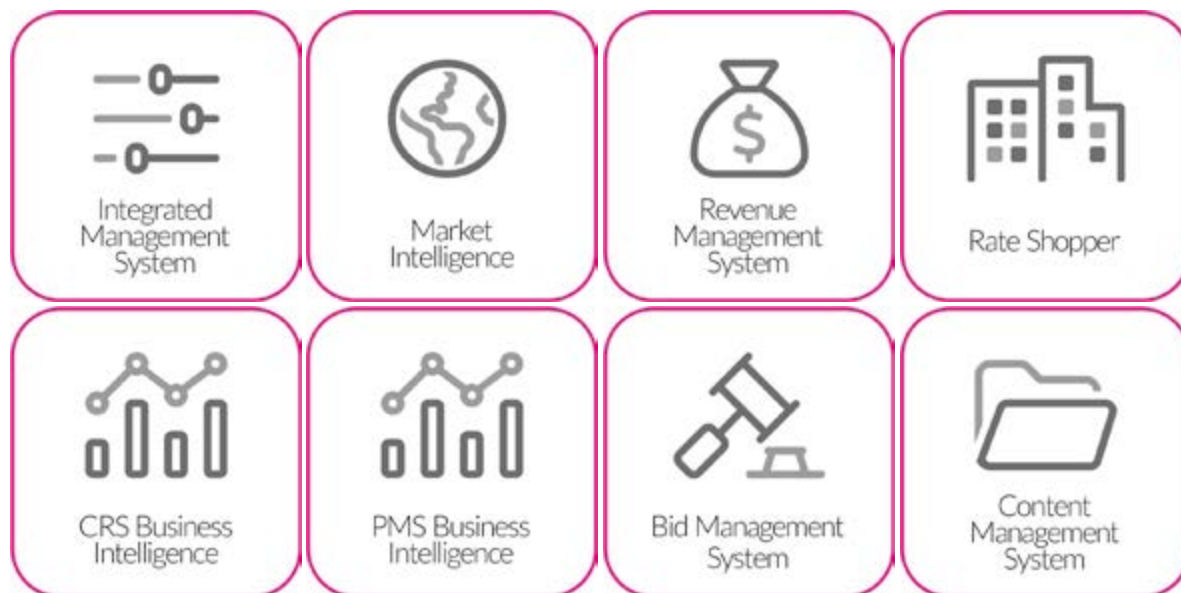 Integrated
Management
System
Market
Intelligence
$
Revenue
Management
System
Rate Shopper
CRS Business
Intelligence
PMS Business
Intelligence
Bid Management
System
Content
Management
System